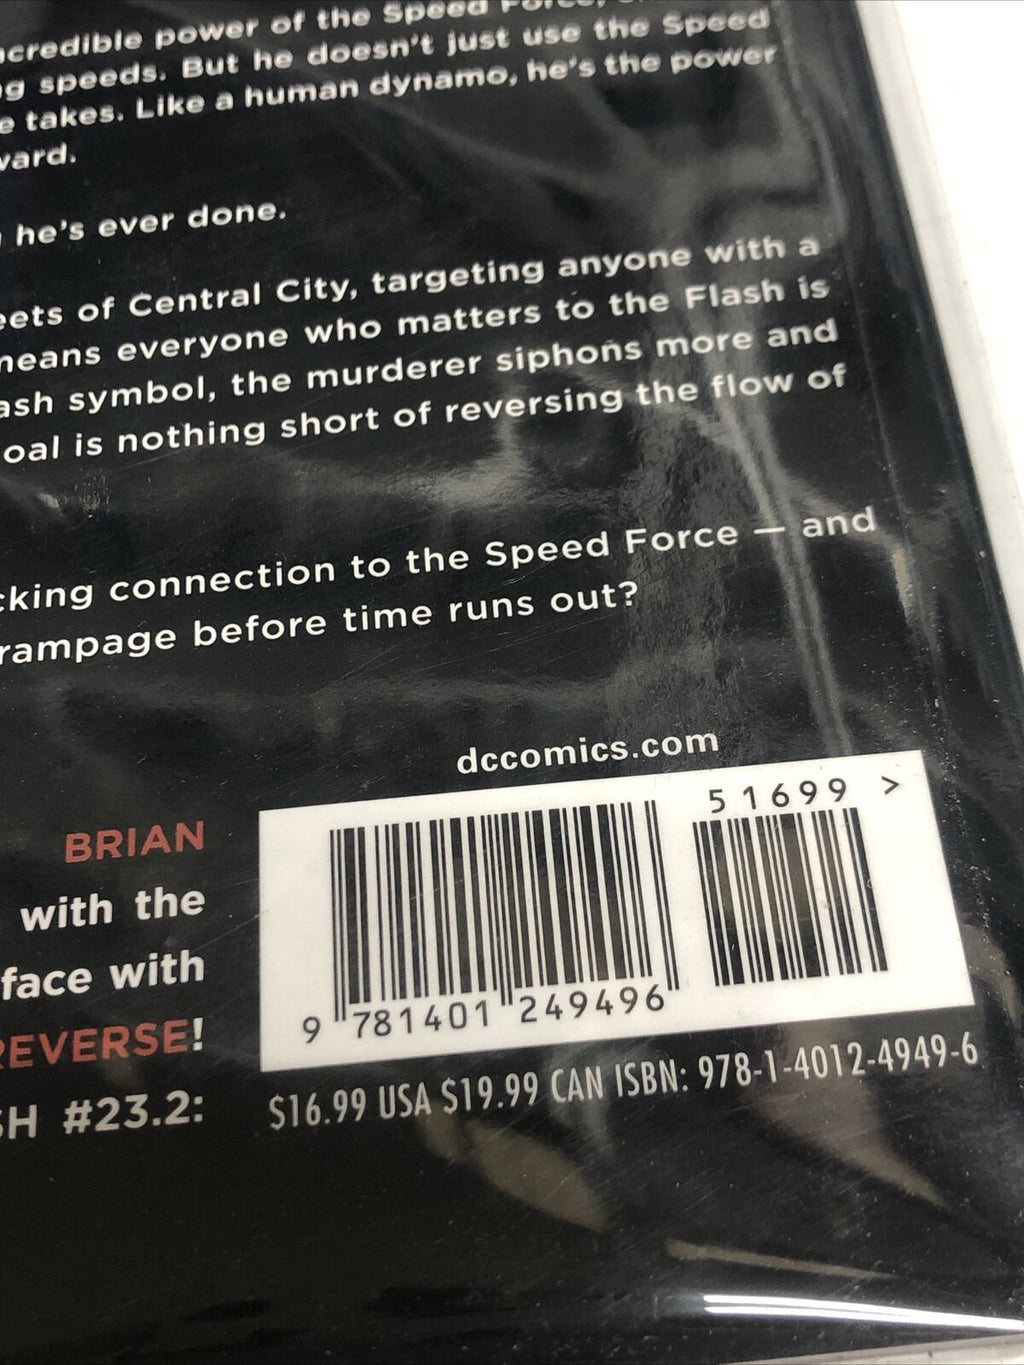 ncredible power of the Speed
ng speeds. But he doesn't just use the Speed
e takes. Like a human dynamo, he's the power
ward.
he's ever done.
eets of Central City, targeting anyone with a
means everyone who matters to the Flash is
ash symbol, the murderer siphons more and
oal is nothing short of reversing the flow of
cking connection to the Speed Force — and
rampage before time runs out?
dccomics.com
51699 >
BRIAN
with the
face with
REVERSE!
SH #23.2:
9 781401 249496
$16.99 USA $19.99 CAN ISBN: 978-1-4012-4949-6